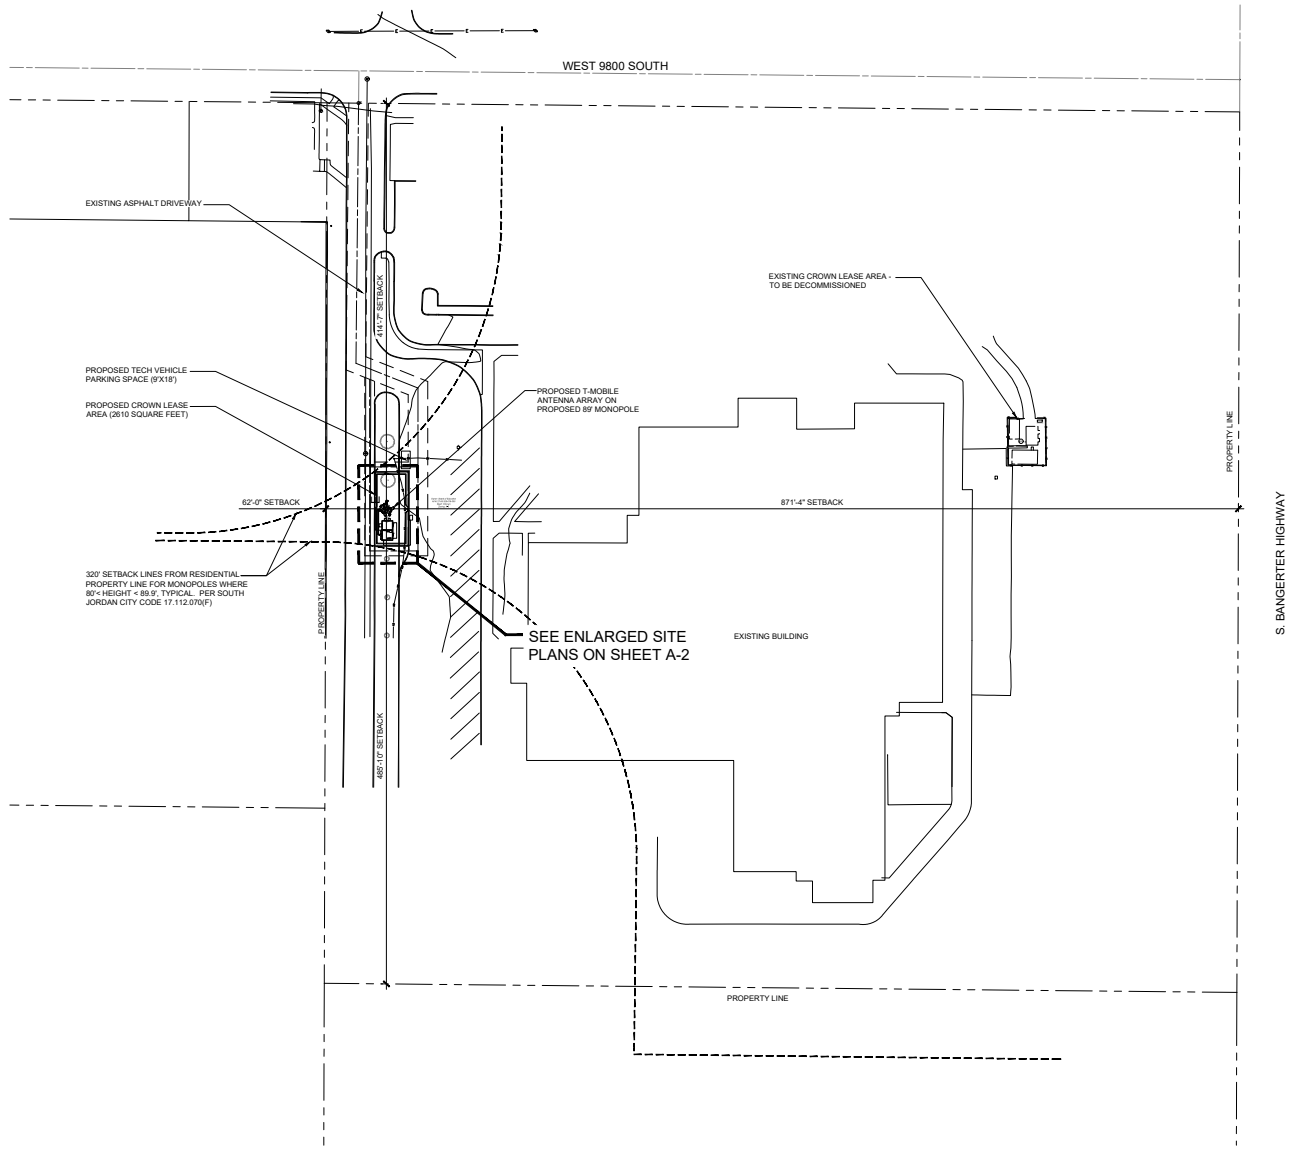 WEST 9800 SOUTH
EXISTING ASPHALT DRIVEWAY
EXISTING CROWN LEASE AREA -
TO BE DECOMMISSIONED
414'-7" SETBACK
PROPOSED TECH VEHICLE
PARKING SPACE (9'X18')
PROPOSED CROWN LEASE
AREA (2610 SQUARE FEET)
PROPOSED T-MOBILE
ANTENNA ARRAY ON
PROPOSED 89' MONOPOLE
PROPERTY LINE
62'-0" SETBACK
871'-4" SETBACK
S. BANGERTER HIGHWAY
320' SETBACK LINES FROM RESIDENTIAL
PROPERTY LINE FOR MONOPOLES WHERE
80'< HEIGHT < 89.9', TYPICAL. PER SOUTH
JORDAN CITY CODE 17.112.070(F)
PROPERTY LINE
SEE ENLARGED SITE
PLANS ON SHEET A-2
EXISTING BUILDING
485'-10" SETBACK
PROPERTY LINE